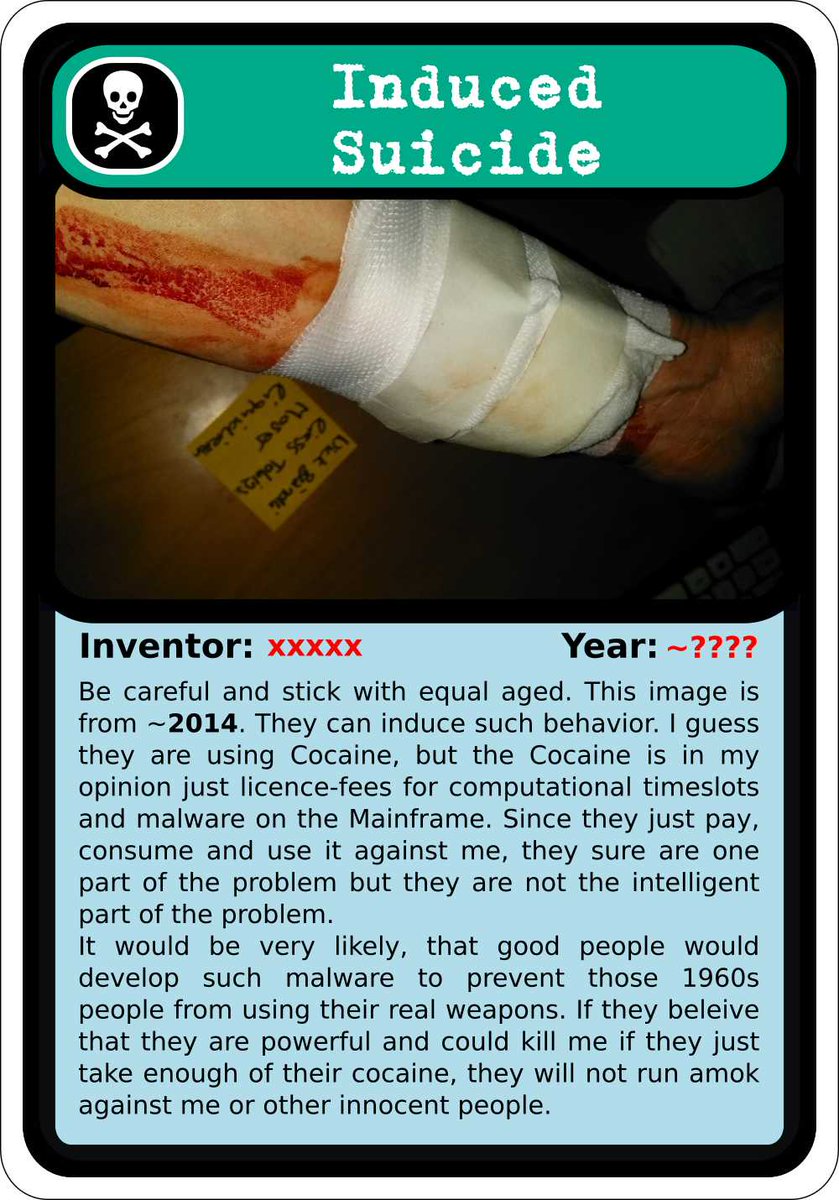 Induced
Suicide
Inventor: xxxxx
Year: ~????
Be careful and stick with equal aged. This image is
from ~2014. They can induce such behavior. I guess
they are using Cocaine, but the Cocaine is in my
opinion just licence-fees for computational timeslots
and malware on the Mainframe. Since they just pay,
consume and use it against me, they sure are one
part of the problem but they are not the intelligent
part of the problem.
It would be very likely, that good people would
develop such malware to prevent those 1960s
people from using their real weapons. If they beleive
that they are powerful and could kill me if they just
take enough of their cocaine, they will not run amok
against me or other innocent people.